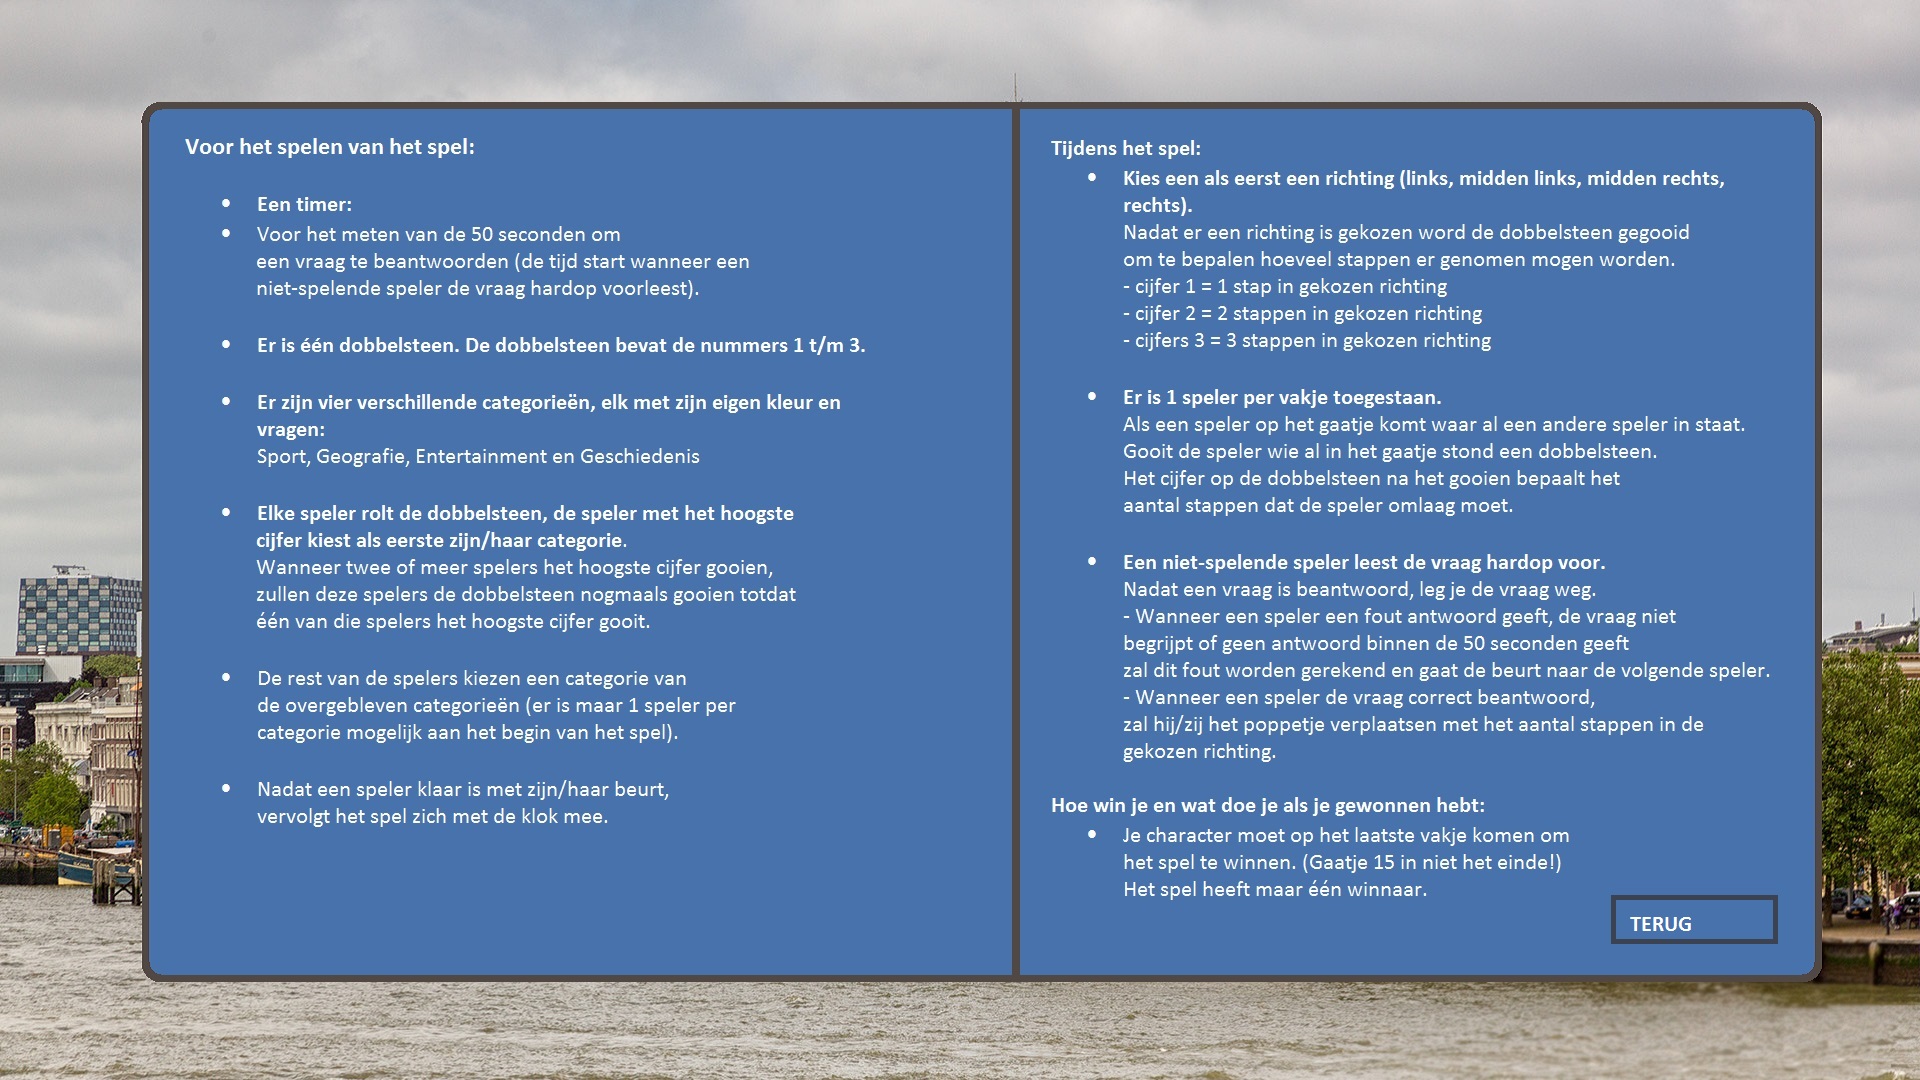 Voor het spelen van het spel:
• Een timer:
• Voor het meten van de 50 seconden om
een vraag te beantwoorden (de tijd start wanneer een
niet-spelende speler de vraag hardop voorleest).
• Er is één dobbelsteen. De dobbelsteen bevat de nummers 1 t/m 3.
• Er zijn vier verschillende categorieën, elk met zijn eigen kleur en
vragen:
Sport, Geografie, Entertainment en Geschiedenis
• Elke speler rolt de dobbelsteen, de speler met het hoogste
cijfer kiest als eerste zijn/haar categorie.
Wanneer twee of meer spelers het hoogste cijfer gooien,
zullen deze spelers de dobbelsteen nogmaals gooien totdat
één van die spelers het hoogste cijfer gooit.
• De rest van de spelers kiezen een categorie van
de overgebleven categorieën (er is maar 1 speler per
categorie mogelijk aan het begin van het spel).
• Nadat een speler klaar is met zijn/haar beurt,
vervolgt het spel zich met de klok mee.
Tijdens het spel:
• Kies een als eerst een richting (links, midden links, midden rechts,
rechts).
Nadat er een richting is gekozen word de dobbelsteen gegooid
om te bepalen hoeveel stappen er genomen mogen worden.
- cijfer 1 = 1 stap in gekozen richting
- cijfer 2 = 2 stappen in gekozen richting
- cijfers 3 = 3 stappen in gekozen richting
• Er is 1 speler per vakje toegestaan.
Als een speler op het gaatje komt waar al een andere speler in staat.
Gooit de speler wie al in het gaatje stond een dobbelsteen.
Het cijfer op de dobbelsteen na het gooien bepaalt het
aantal stappen dat de speler omlaag moet.
• Een niet-spelende speler leest de vraag hardop voor.
Nadat een vraag is beantwoord, leg je de vraag weg.
- Wanneer een speler een fout antwoord geeft, de vraag niet
begrijpt of geen antwoord binnen de 50 seconden geeft
zal dit fout worden gerekend en gaat de beurt naar de volgende speler.
- Wanneer een speler de vraag correct beantwoord,
zal hij/zij het poppetje verplaatsen met het aantal stappen in de
gekozen richting.
Hoe win je en wat doe je als je gewonnen hebt:
• Je character moet op het laatste vakje komen om
het spel te winnen. (Gaatje 15 in niet het einde!)
Het spel heeft maar één winnaar.
TERUG